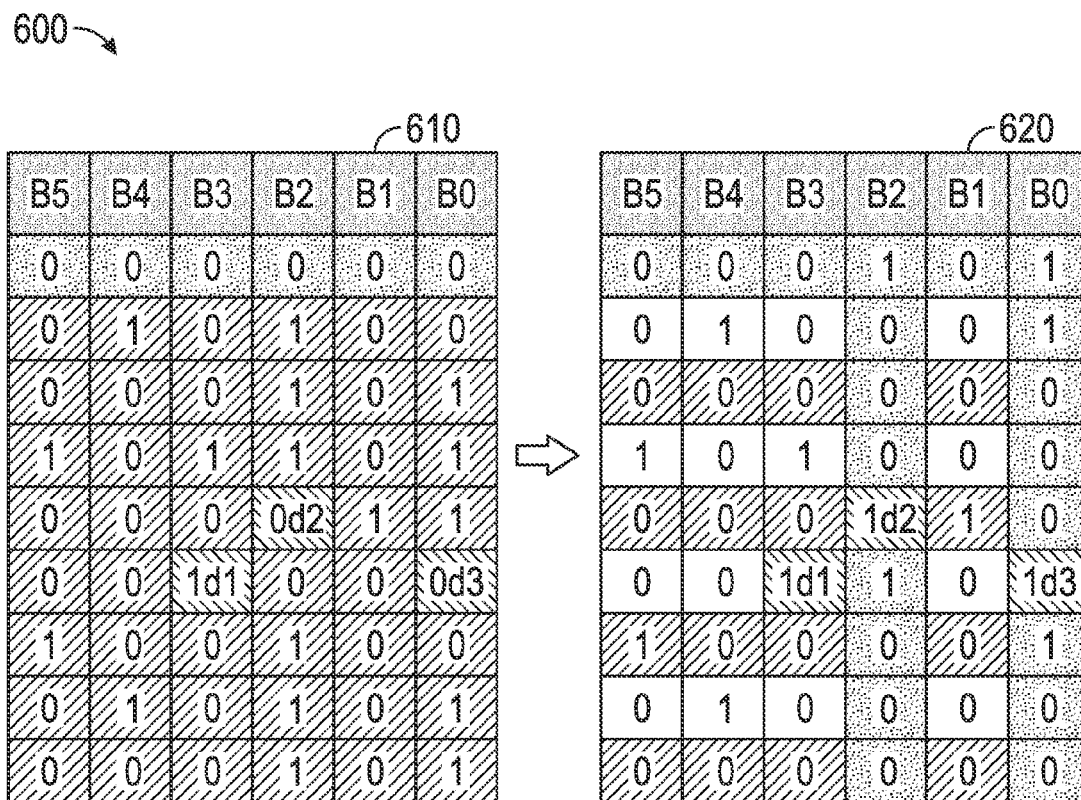 600
610 620
B5 B4 B3 B2 B1 B0 B5 B4 B3 B2 B1 B0
0 0 0 0 0 0 0 0 0 1 0 1
0 1 0 1 0 0 0 1 0 0 0 1
0 0 0 1 0 1 0 0 0 0 0 0
1 0 1 1 0 1 1 0 1 0 0 0
0 0 0 0d2 1 1 0 0 0 1d2 1 0
0 0 1d1 0 0 0d3 0 0 1d1 1 0 1d3
1 0 0 1 0 0 1 0 0 0 0 1
0 1 0 1 0 1 0 1 0 0 0 0
0 0 0 1 0 1 0 0 0 0 0 0